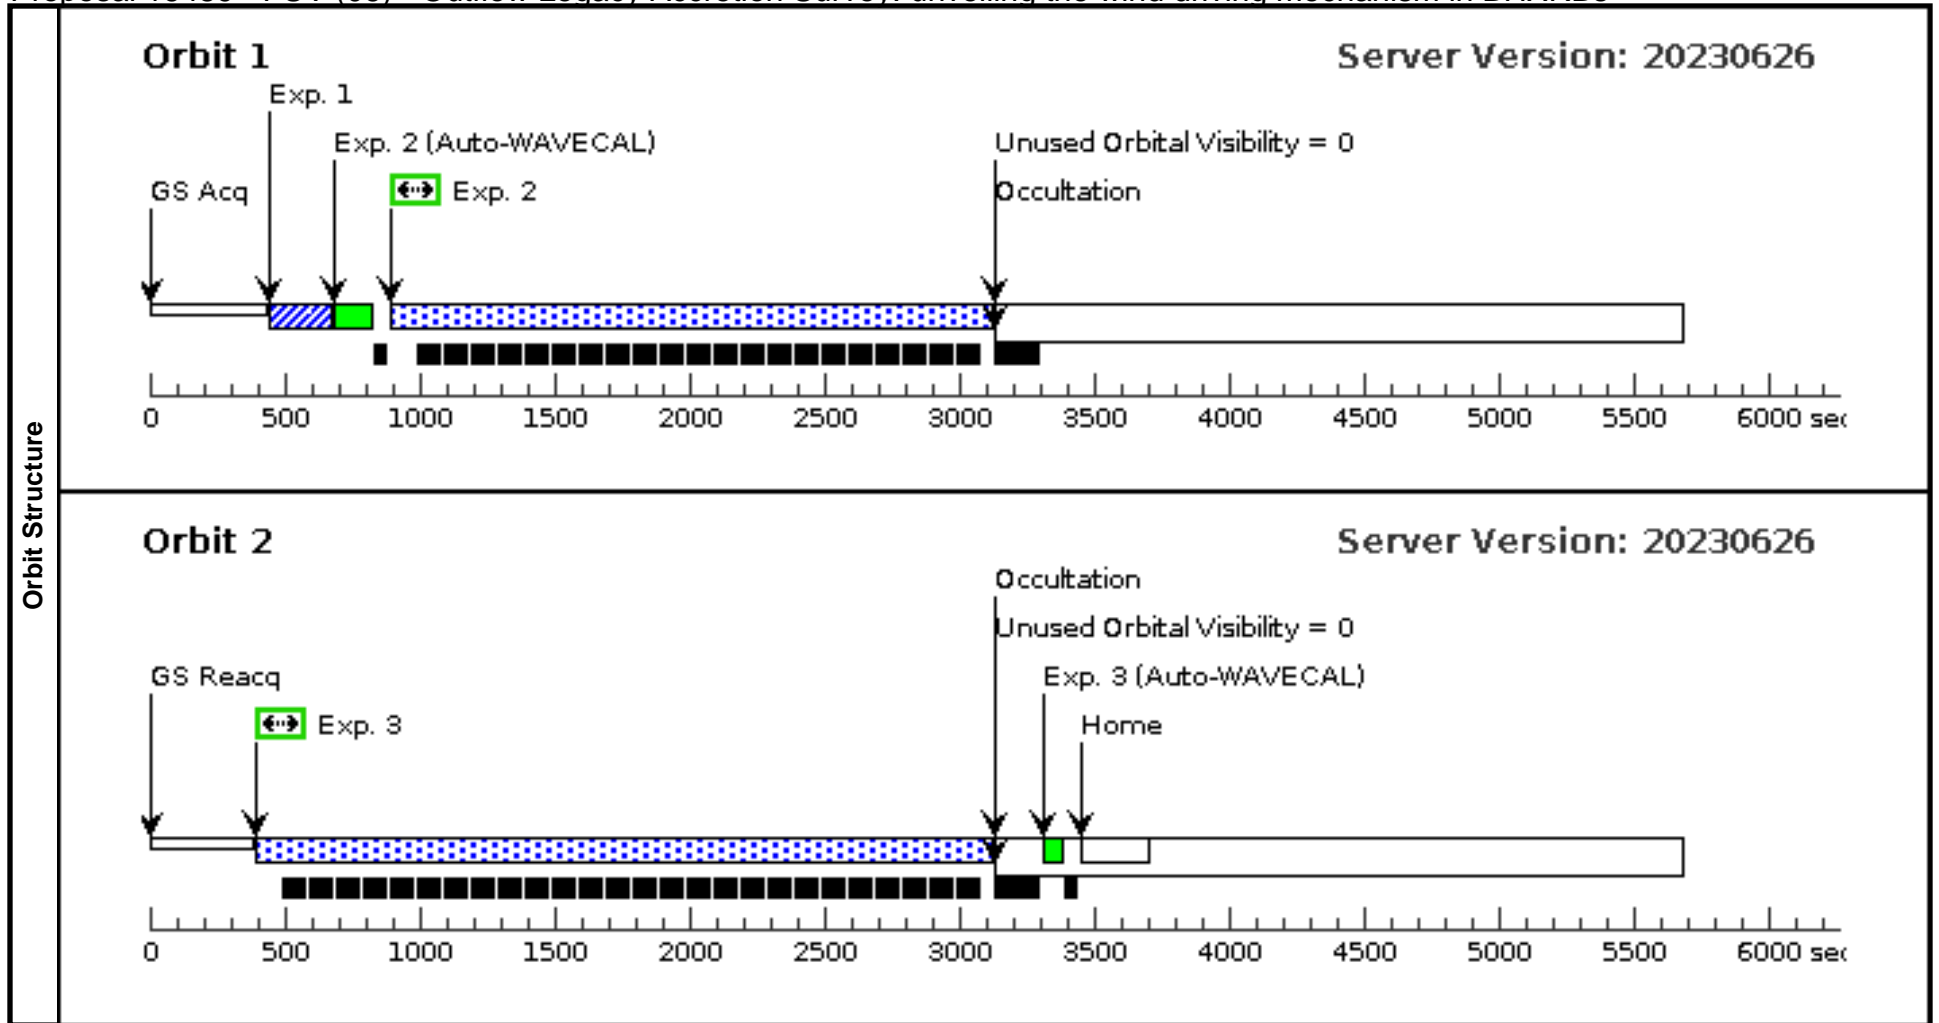 Orbit 1
Server Version: 20230626
Exp. 1
Exp. 2 (Auto-WAVECAL)
Unused Orbital Visibility = 0
GS Acq
Exp. 2
Occultation
0 500 1000 1500 2000 2500 3000 3500 4000 4500 5000 5500 6000 sec
Orbit Structure
Orbit 2
Server Version: 20230626
Occultation
Unused Orbital Visibility = 0
GS Reacq
Exp. 3 (Auto-WAVECAL)
Exp. 3
Home
0 500 1000 1500 2000 2500 3000 3500 4000 4500 5000 5500 6000 sec